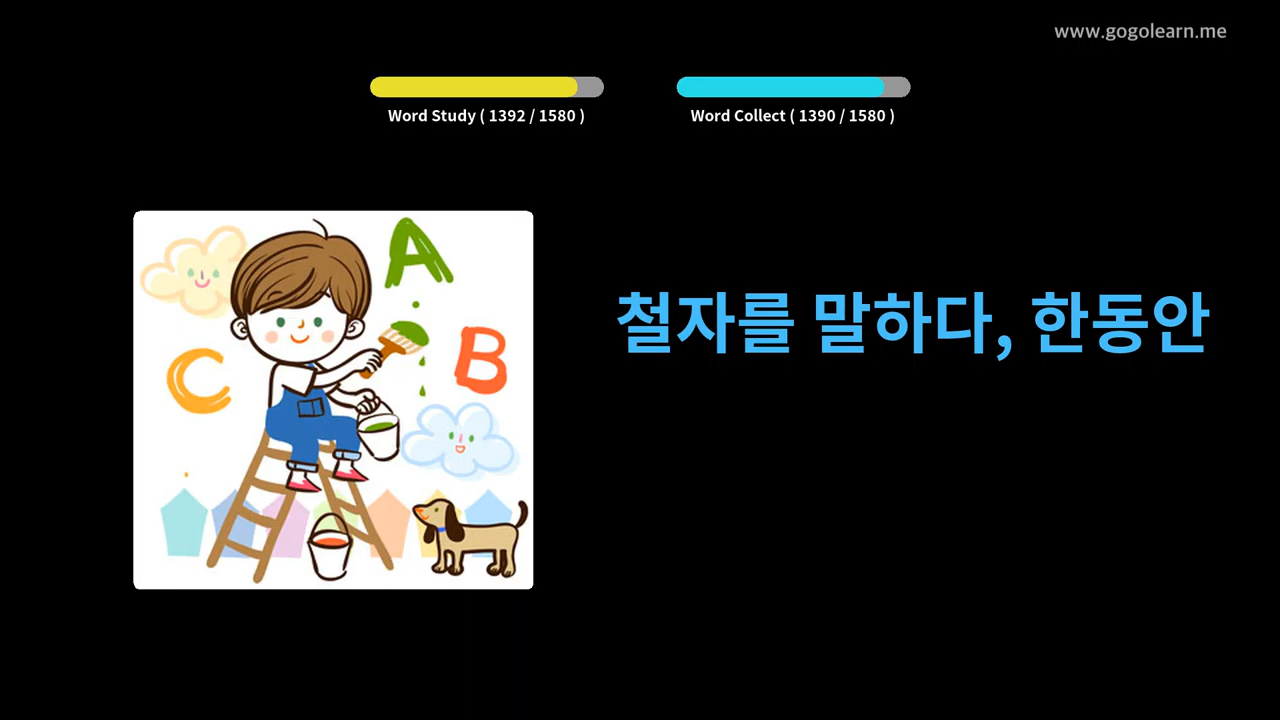 www.gogolearn.me
Word Study ( 1392 / 1580 )
Word Collect ( 1390 / 1580 )
A
B
C
철자를 말하다, 한동안